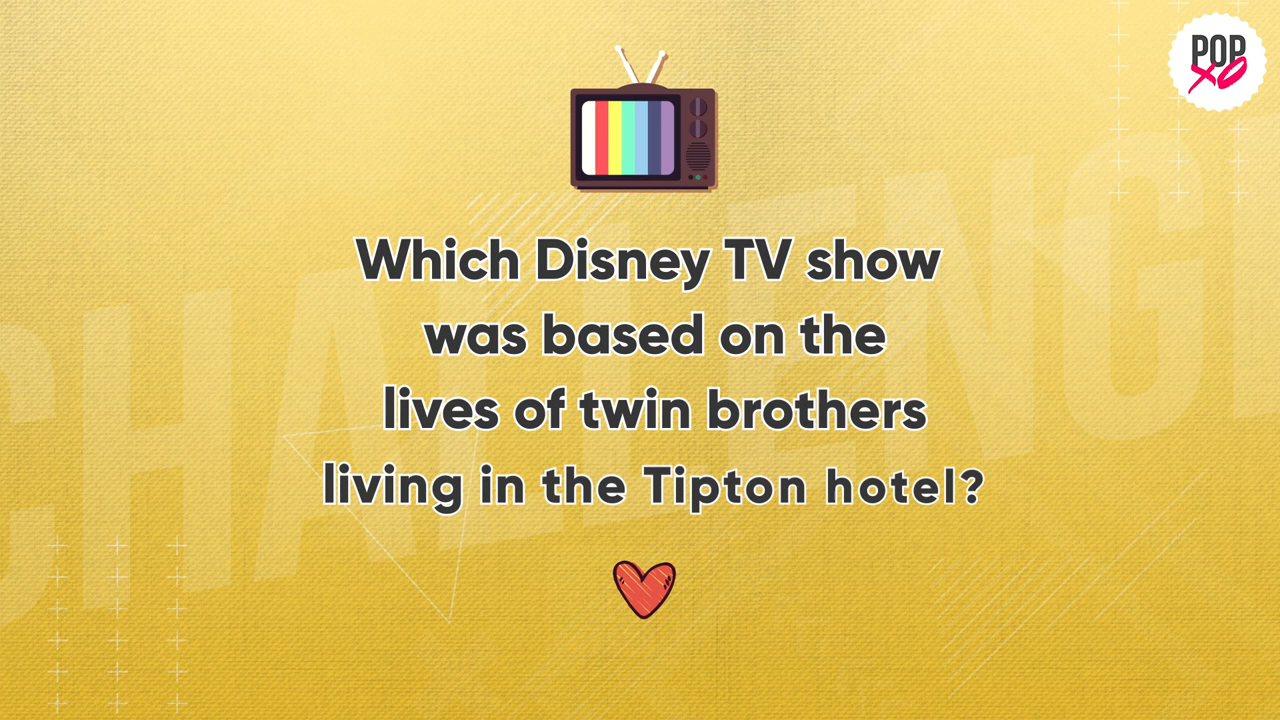 POP
XO
CHALLENGE
Which Disney TV show
was based on the
lives of twin brothers
living in the Tipton hotel?